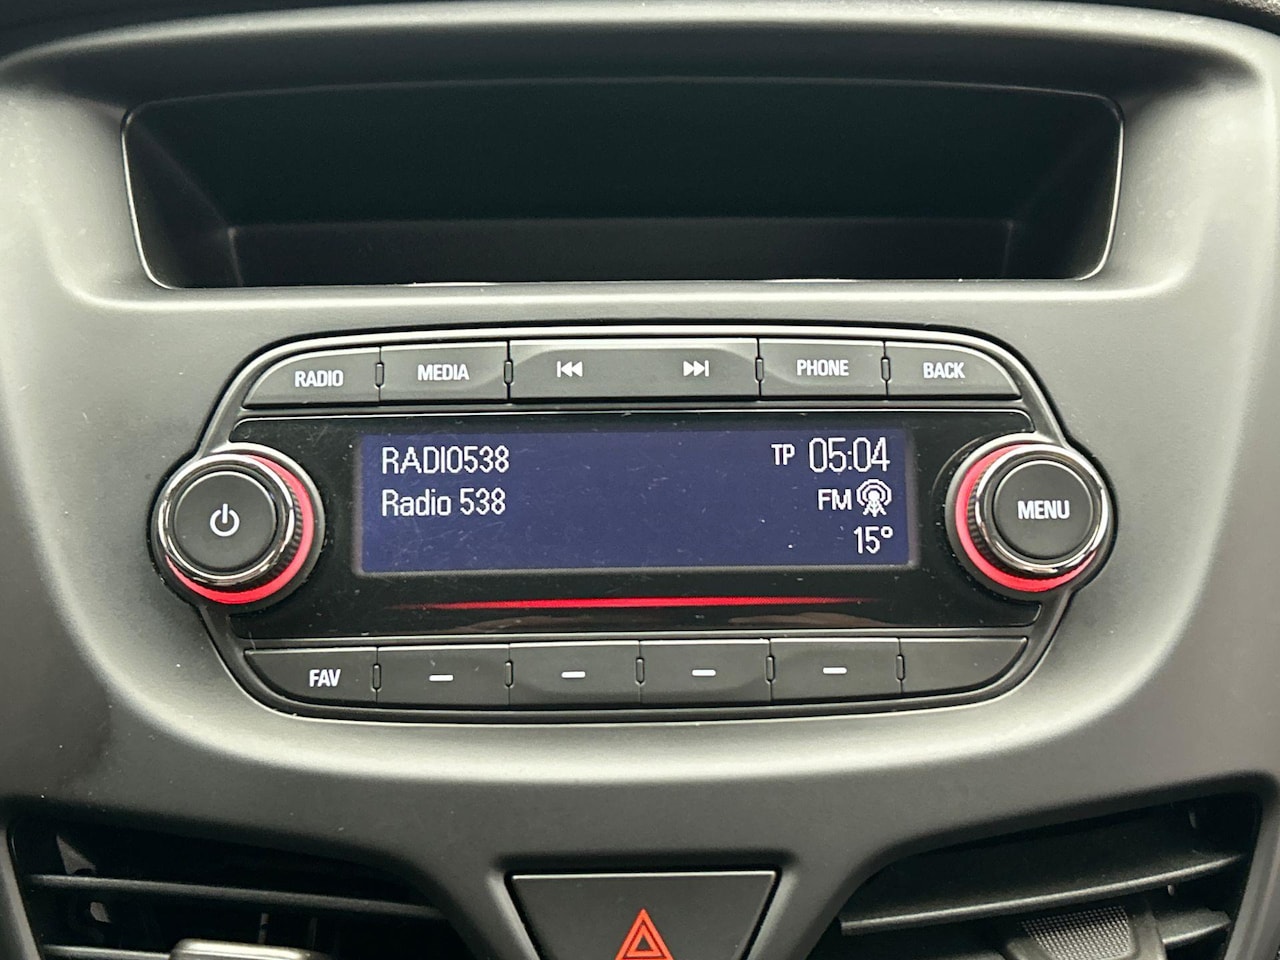 RADIO
MEDIA
PHONE
BACK
RADIO538
TP 05:04
Radio 538
FM
15°
MENU
FAV